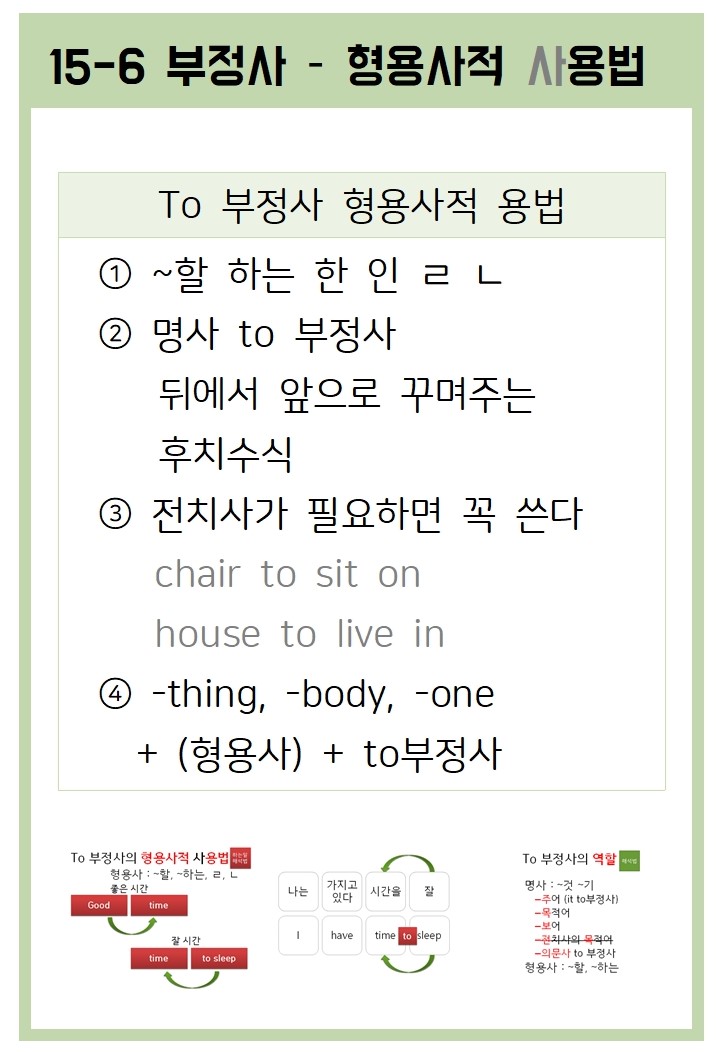 15-6 부정사 - 형용사적 사용법
To 부정사 형용사적 용법
① ~할 하는 한 인 ㄹ ㄴ
② 명사 to 부정사
뒤에서 앞으로 꾸며주는
후치수식
③ 전치사가 필요하면 꼭 쓴다
chair to sit on
house to live in
④ -thing, -body, -one
+ (형용사) + to부정사
To 부정사의 형용사적 사용법
형용사 : ~할, ~하는, ㄹ, ㄴ
좋은 시간
Good time
잘 시간
time to sleep
나는 가지고 있다 시간을 잘
I have time to sleep
To 부정사의 역할
명사 : ~것 ~기
–주어 (it to부정사)
–목적어
–보어
–전치사의 목적어
–의문사 to 부정사
형용사 : ~할, ~하는